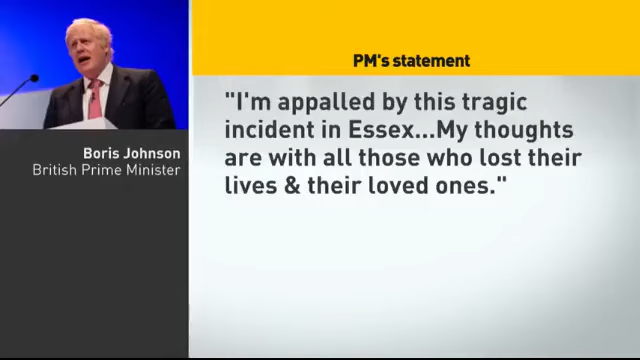 PM's statement
"I'm appalled by this tragic
incident in Essex...My thoughts
are with all those who lost their
lives & their loved ones."
Boris Johnson
British Prime Minister